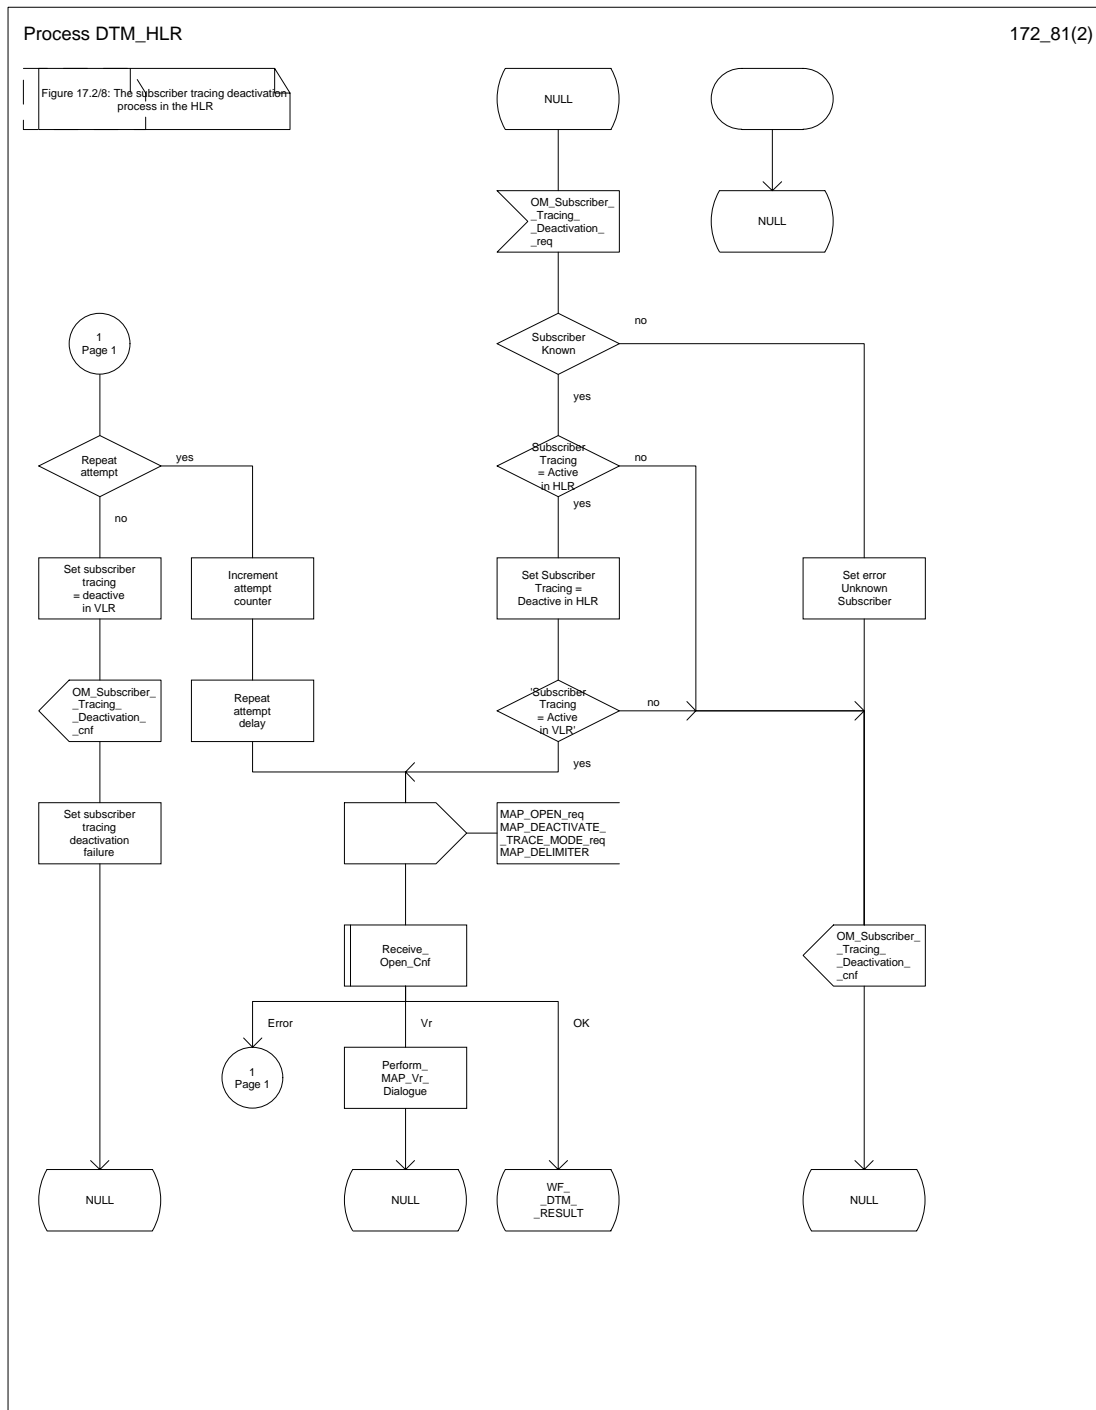 Process DTM_HLR
172_81(2)
Figure 17.2/8: The subscriber tracing deactivation
process in the HLR
NULL
OM_Subscriber_
_Tracing_
_Deactivation_
_req
NULL
1
Page 1
Subscriber
Known
no
yes
Repeat
attempt
yes
no
Subscriber
Tracing
= Active
in HLR
no
yes
Set subscriber
tracing
= deactive
in VLR
Increment
attempt
counter
Set Subscriber
Tracing =
Deactive in HLR
Set error
Unknown
Subscriber
OM_Subscriber_
_Tracing_
_Deactivation_
_cnf
Repeat
attempt
delay
'Subscriber
Tracing
= Active
in VLR'
no
yes
Set subscriber
tracing
deactivation
failure
MAP_OPEN_req
MAP_DEACTIVATE_
_TRACE_MODE_req
MAP_DELIMITER
Receive_
Open_Cnf
OM_Subscriber_
_Tracing_
_Deactivation_
_cnf
Error
Vr
OK
1
Page 1
Perform_
MAP_Vr_
Dialogue
NULL
NULL
WF_
_DTM_
_RESULT
NULL